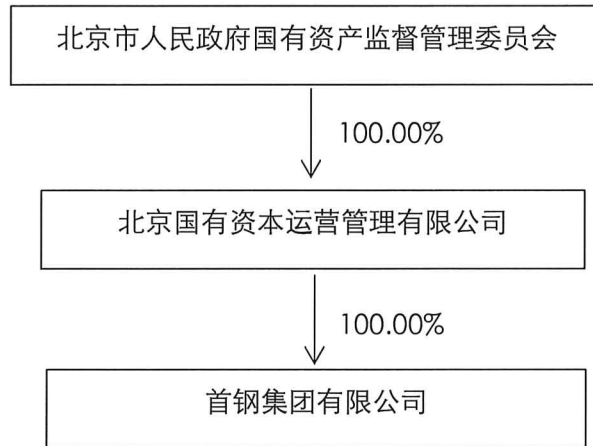 北京市人民政府国有资产监督管理委员会
100.00%
北京国有资本运营管理有限公司
100.00%
首钢集团有限公司